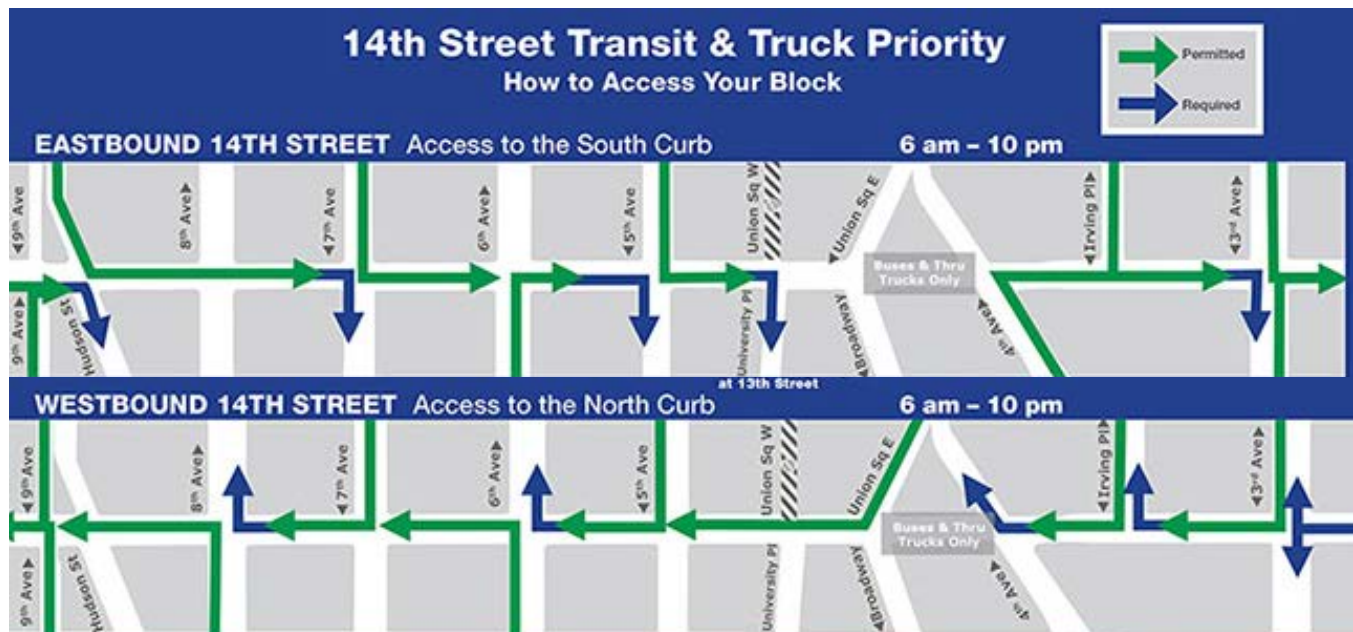 14th Street Transit & Truck Priority
How to Access Your Block
Permitted
Required
EASTBOUND 14TH STREET Access to the South Curb 6 am – 10 pm
◄9th Ave
8th Ave►
◄7th Ave
6th Ave►
◄5th Ave
Union Sq W
◄Union Sq E
◄Irving Pl►
◄3rd Ave►
Buses & Thru
Trucks Only
9th Ave►
Hudson St
University Pl
◄Broadway
4th Ave►
at 13th Street
WESTBOUND 14TH STREET Access to the North Curb 6 am – 10 pm
◄9th Ave
8th Ave►
◄7th Ave
6th Ave►
◄5th Ave
Union Sq W
Union Sq E
◄Irving Pl►
◄3rd Ave►
Buses & Thru
Trucks Only
9th Ave►
Hudson St
University Pl
◄Broadway
4th Ave►